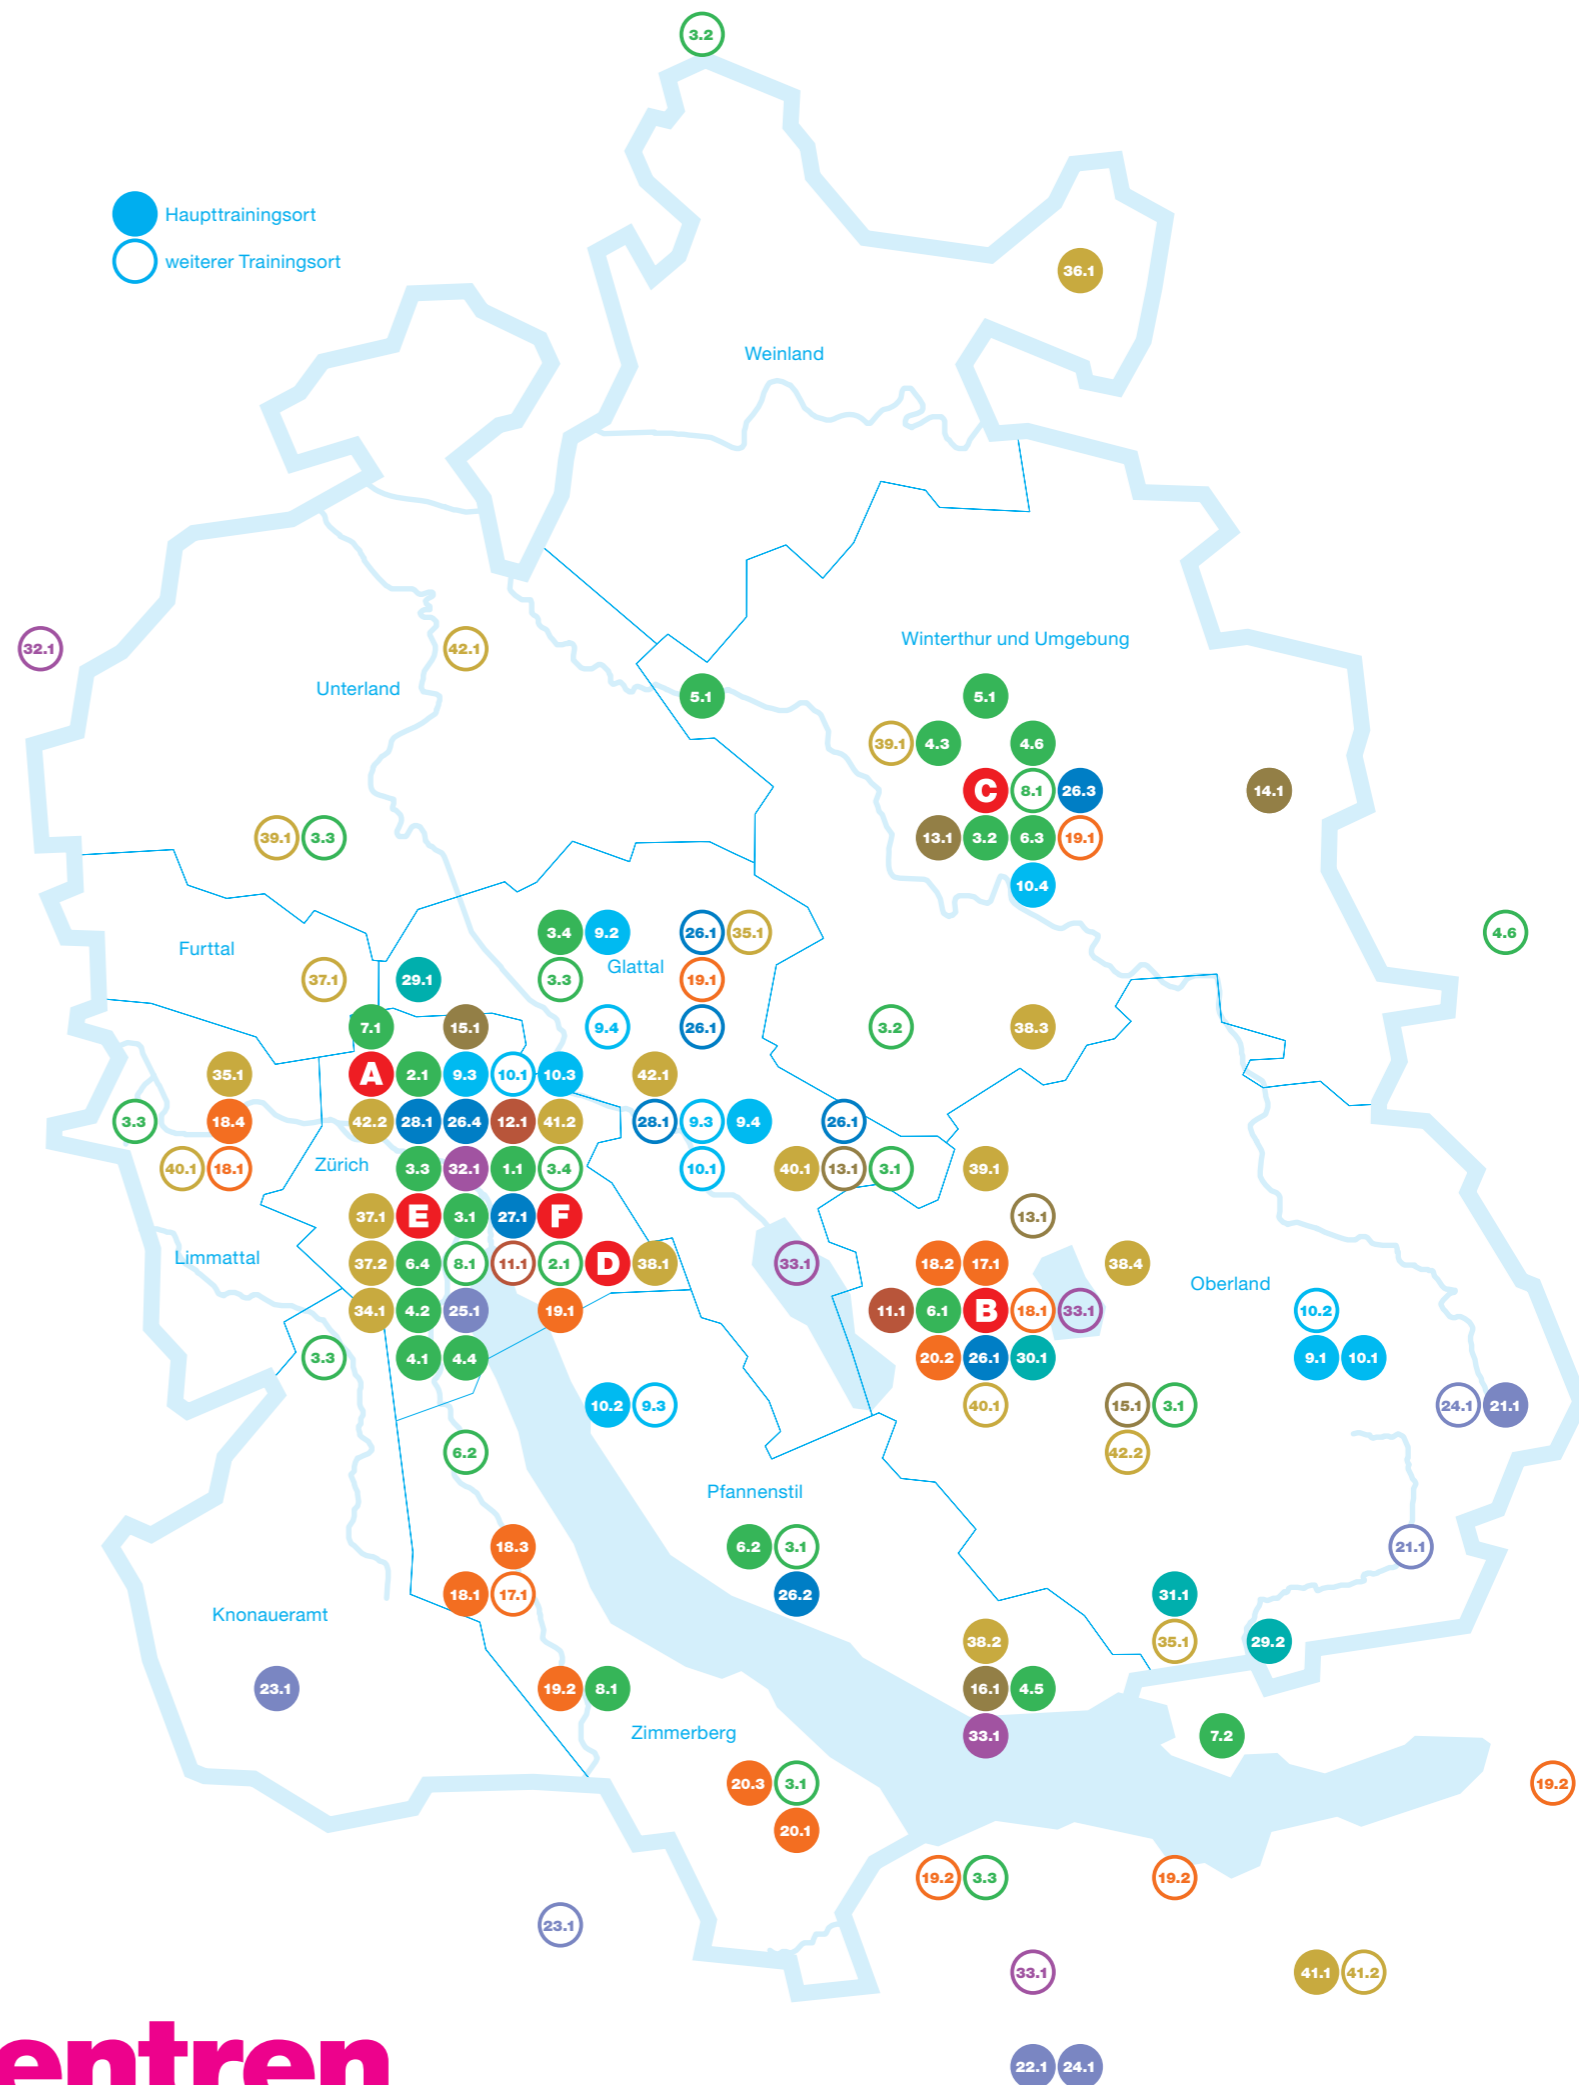 3.2
Haupttrainingsort
weiterer Trainingsort
36.1
Weinland
Winterthur und Umgebung
32.1
42.1
Unterland
5.1
5.1
39.1 4.3 4.6
C 8.1 26.3
14.1
39.1 3.3
13.1 3.2 6.3 19.1
10.4
Furttal
3.4 9.2
26.1 35.1
4.6
Glattal
37.1
29.1
3.3
19.1
7.1
15.1
9.4
26.1
3.2
38.3
35.1
A 2.1 9.3 10.1 10.3
42.1
3.3
18.4
42.2 28.1 26.4 12.1 41.2
28.1 9.3 9.4
26.1
40.1 18.1
Zürich
3.3 32.1 1.1 3.4
10.1
40.1 13.1 3.1
39.1
37.1 E 3.1 27.1 F
13.1
Limmattal
37.2 6.4 8.1 11.1 2.1 D 38.1
33.1
18.2 17.1
38.4
Oberland
34.1 4.2 25.1
19.1
11.1 6.1 B 18.1 33.1
10.2
3.3
4.1 4.4
20.2 26.1 30.1
9.1 10.1
10.2 9.3
40.1
15.1 3.1
24.1 21.1
6.2
42.2
Pfannenstil
18.3
6.2 3.1
21.1
18.1 17.1
26.2
31.1
Knonaueramt
38.2
35.1
29.2
23.1
19.2 8.1
16.1 4.5
Zimmerberg
33.1
7.2
20.3 3.1
19.2
20.1
19.2 3.3
19.2
23.1
33.1
41.1 41.2
entren
22.1 24.1